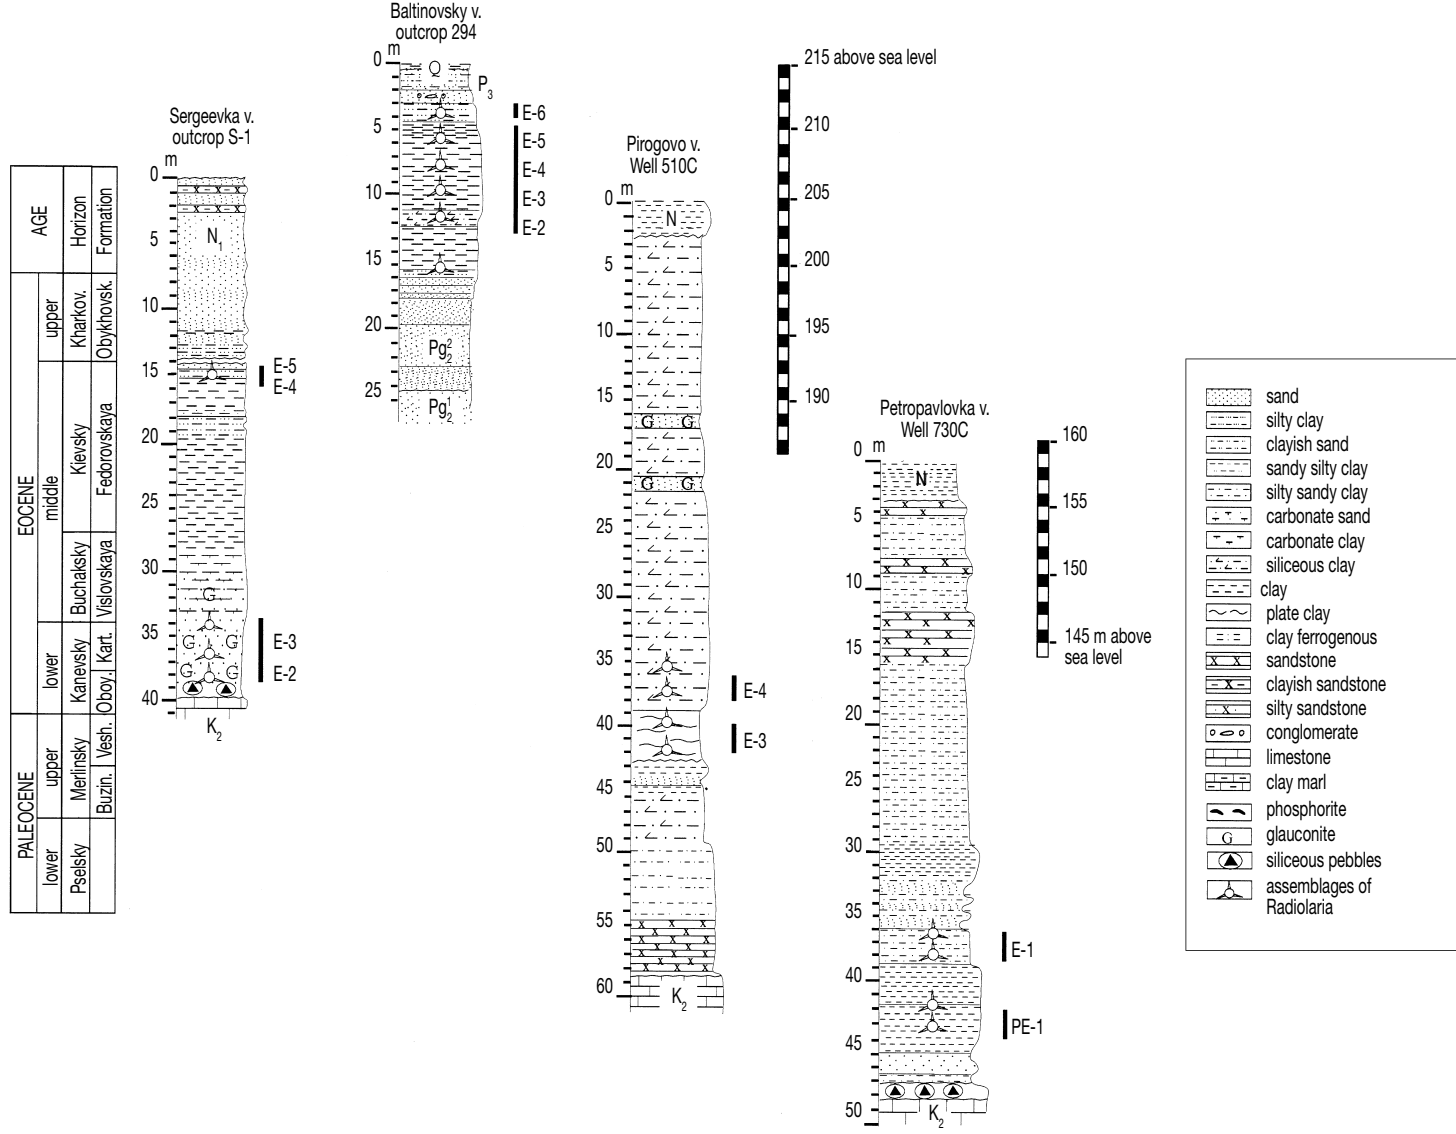 Baltinovsky v.
outcrop 294
m
0
5
10
15
20
25
Q
P3
Pg22
Pg12
E-6
E-5
E-4
E-3
E-2
Sergeevka v.
outcrop S-1
m
0
5
10
15
20
25
30
35
40
N1
G
G G
G G
K2
E-5
E-4
E-3
E-2
AGE
Horizon
Formation
EOCENE
upper
middle
lower
Kharkov.
Kievsky
Buchaksky
Kanevsky
Obykhovsk.
Fedorovskaya
Vislovskaya
Kart.
Oboy.
PALEOCENE
upper
lower
Merlinsky
Pselsky
Vesh.
Buzin.
Pirogovo v.
Well 510C
m
0
5
10
15
20
25
30
35
40
45
50
55
60
N
G G
G G
K2
E-4
E-3
215 above sea level
210
205
200
195
190
Petropavlovka v.
Well 730C
m
0
5
10
15
20
25
30
35
40
45
50
N
K2
E-1
PE-1
160
155
150
145 m above
sea level
sand
silty clay
clayish sand
sandy silty clay
silty sandy clay
carbonate sand
carbonate clay
siliceous clay
clay
plate clay
clay ferrogenous
sandstone
clayish sandstone
silty sandstone
conglomerate
limestone
clay marl
phosphorite
G glauconite
siliceous pebbles
assemblages of
Radiolaria